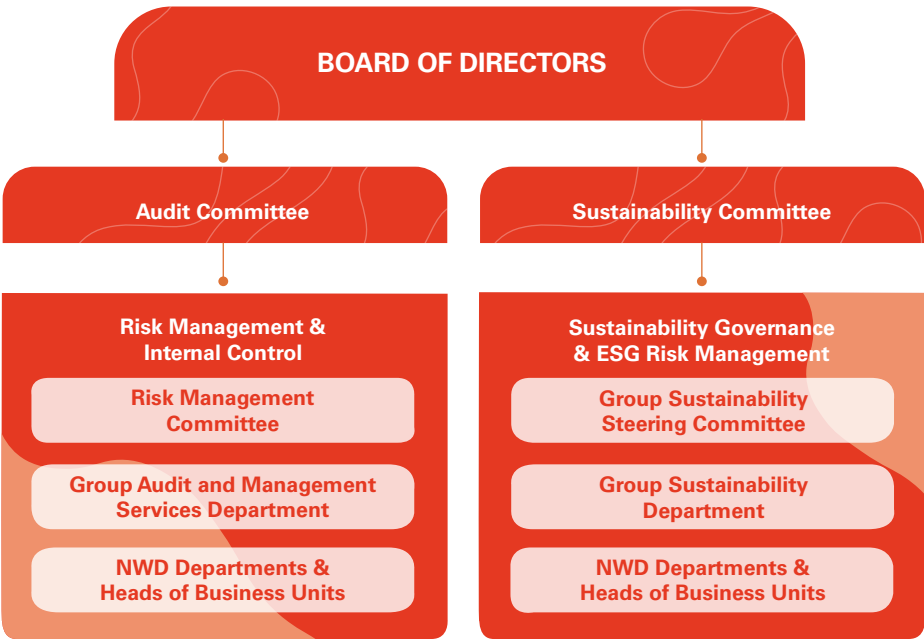 BOARD OF DIRECTORS
Audit Committee
Sustainability Committee
Risk Management &
Internal Control
Risk Management
Committee
Group Audit and Management
Services Department
NWD Departments &
Heads of Business Units
Sustainability Governance
& ESG Risk Management
Group Sustainability
Steering Committee
Group Sustainability
Department
NWD Departments &
Heads of Business Units